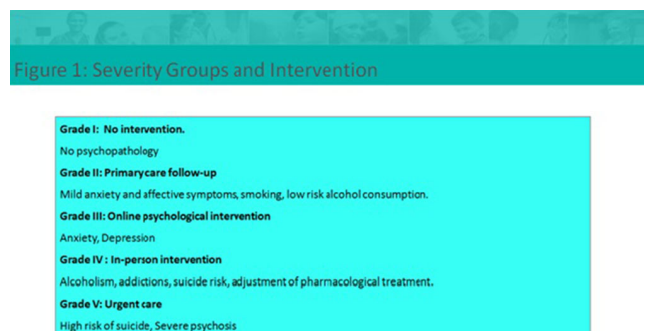 Figure 1: Severity Groups and Intervention
Grade I: No intervention.
No psychopathology
Grade II: Primary care follow-up
Mild anxiety and affective symptoms, smoking, low risk alcohol consumption.
Grade III: Online psychological intervention
Anxiety, Depression
Grade IV : In-person intervention
Alcoholism, addictions, suicide risk, adjustment of pharmacological treatment.
Grade V: Urgent care
High risk of suicide, Severe psychosis